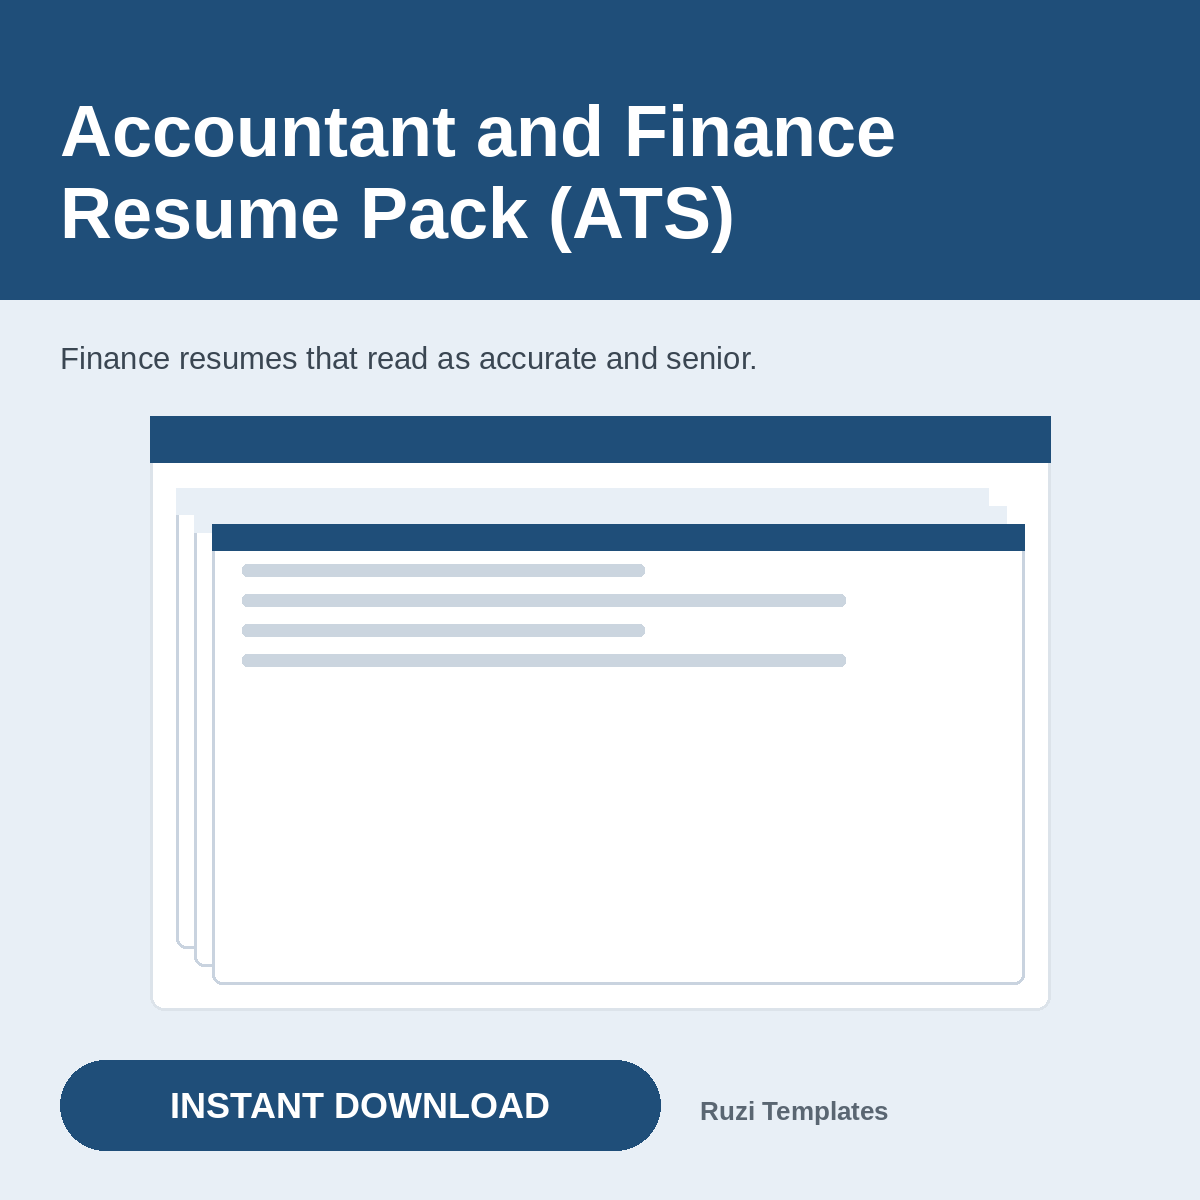 Accountant and Finance
Resume Pack (ATS)
Finance resumes that read as accurate and senior.
INSTANT DOWNLOAD
Ruzi Templates